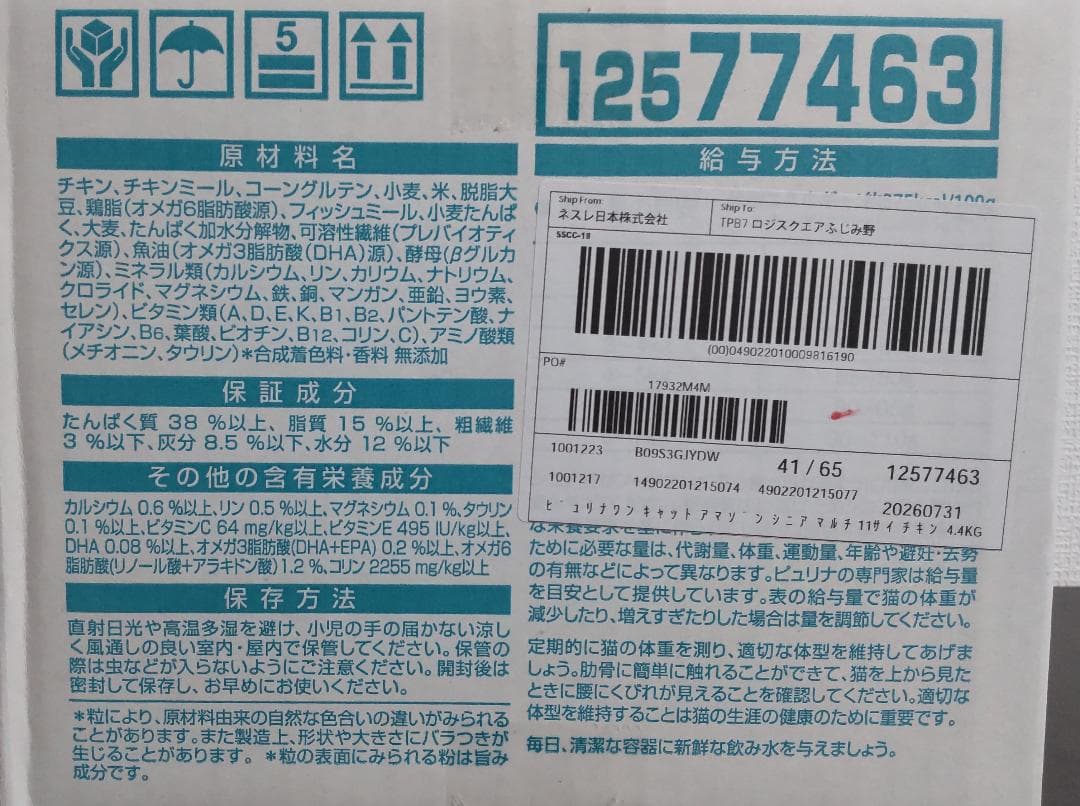 5
12577463
原材料名
チキン、チキンミール、コーングルテン、小麦、米、脱脂大
豆、鶏脂(オメガ6脂肪酸源)、フィッシュミール、小麦たんぱ
く、大麦、たんぱく加水分解物、可溶性繊維(プレバイオティ
クス源)、魚油(オメガ3脂肪酸(DHA)源)、酵母(βグルカ
ン源)、ミネラル類(カルシウム、リン、カリウム、ナトリウム、
クロライド、マグネシウム、鉄、銅、マンガン、亜鉛、ヨウ素、
セレン)、ビタミン類(A、D、E、K、B1、B2、パントテン酸、ナ
イアシン、B6、葉酸、ビオチン、B12、コリン、C)、アミノ酸類
(メチオニン、タウリン)*合成着色料・香料 無添加
保証成分
たんぱく質 38 %以上、脂質 15 %以上、粗繊維
3 %以下、灰分 8.5 %以下、水分 12 %以下
その他の含有栄養成分
カルシウム 0.6 %以上、リン 0.5 %以上、マグネシウム 0.1 %、タウリン
0.1 %以上、ビタミンC 64 mg/kg以上、ビタミンE 495 IU/kg以上、
DHA 0.08 %以上、オメガ3脂肪酸(DHA+EPA) 0.2 %以上、オメガ6
脂肪酸(リノール酸+アラキドン酸) 1.2 %、コリン 2255 mg/kg以上
保存方法
直射日光や高温多湿を避け、小児の手の届かない涼し
く風通しの良い室内・屋内で保管してください。保管の
際は虫などが入らないようにご注意ください。開封後は
密封して保存し、お早めにお使いください。
*粒により、原材料由来の自然な色合いの違いがみられる
ことがあります。また製造上、形状や大きさにバラつきが
生じることがあります。 *粒の表面にみられる粉は旨み
成分です。
給与方法
Ship From:
ネスレ日本株式会社
Ship To:
TPB7 ロジスクエアふじみ野
SSCC-18
(00)049022010009816190
PO#
17932M4M
1001223 B09S3GJYDW 41 / 65 12577463
1001217 14902201215074 4902201215077 20260731
ピュリナワン キャット アマゾン シニア マルチ 11サイ チキン 4.4KG
ために必要な量は、代謝量、体重、運動量、年齢や避妊・去勢
の有無などによって異なります。ピュリナの専門家は給与量
を目安として提供しています。表の給与量で猫の体重が
減少したり、増えすぎたりした場合は量を調節してください。
定期的に猫の体重を測り、適切な体型を維持してあげま
しょう。肋骨に簡単に触れることができて、猫を上から見た
ときに腰にくびれが見えることを確認してください。適切な
体型を維持することは猫の生涯の健康のために重要です。
毎日、清潔な容器に新鮮な飲み水を与えましょう。